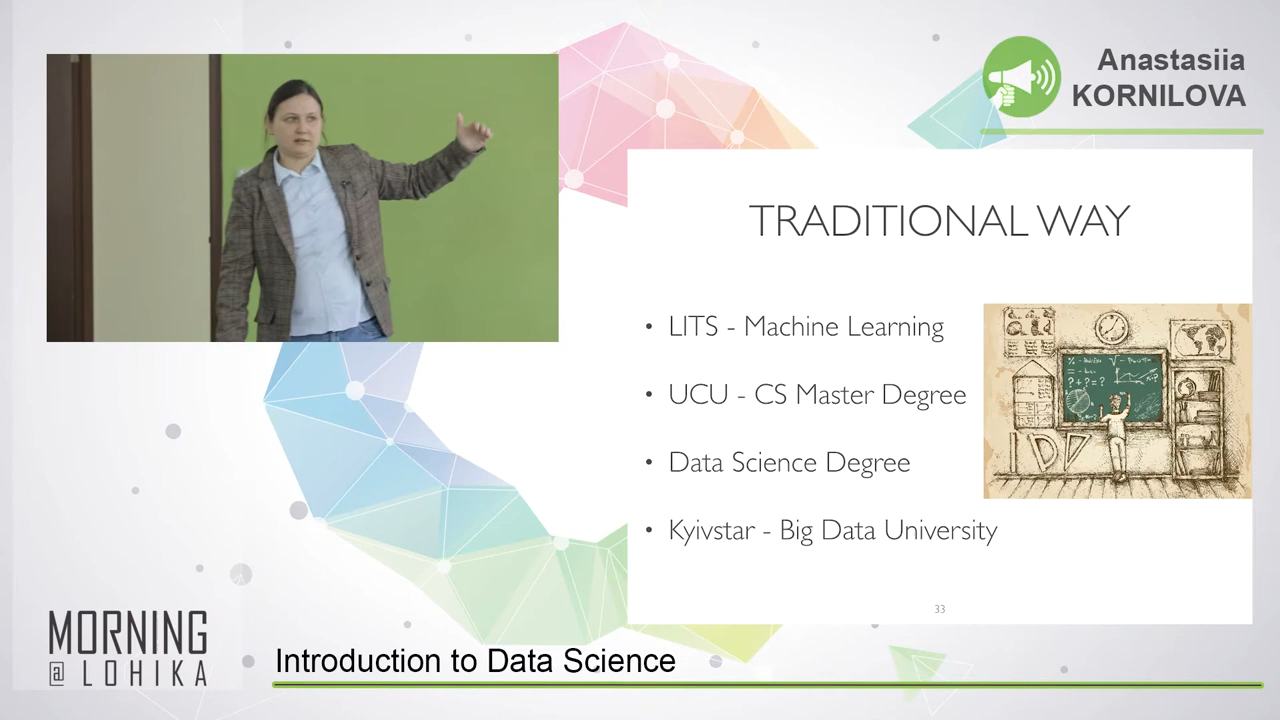 Anastasiia
KORNILOVA
TRADITIONAL WAY
• LITS - Machine Learning
• UCU - CS Master Degree
• Data Science Degree
• Kyivstar - Big Data University
33
MORNING
@ LOHIKA
Introduction to Data Science